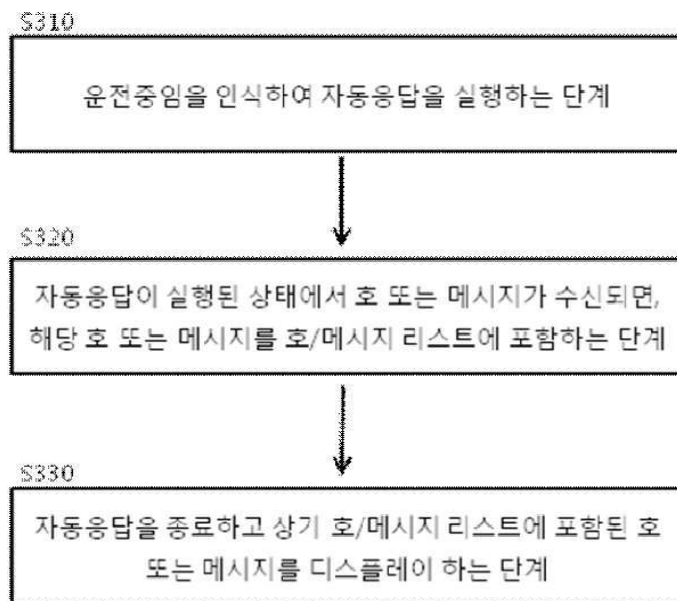 S310
운전중임을 인식하여 자동응답을 실행하는 단계
S320
자동응답이 실행된 상태에서 호 또는 메시지가 수신되면,
해당 호 또는 메시지를 호/메시지 리스트에 포함하는 단계
S330
자동응답을 종료하고 상기 호/메시지 리스트에 포함된 호
또는 메시지를 디스플레이 하는 단계